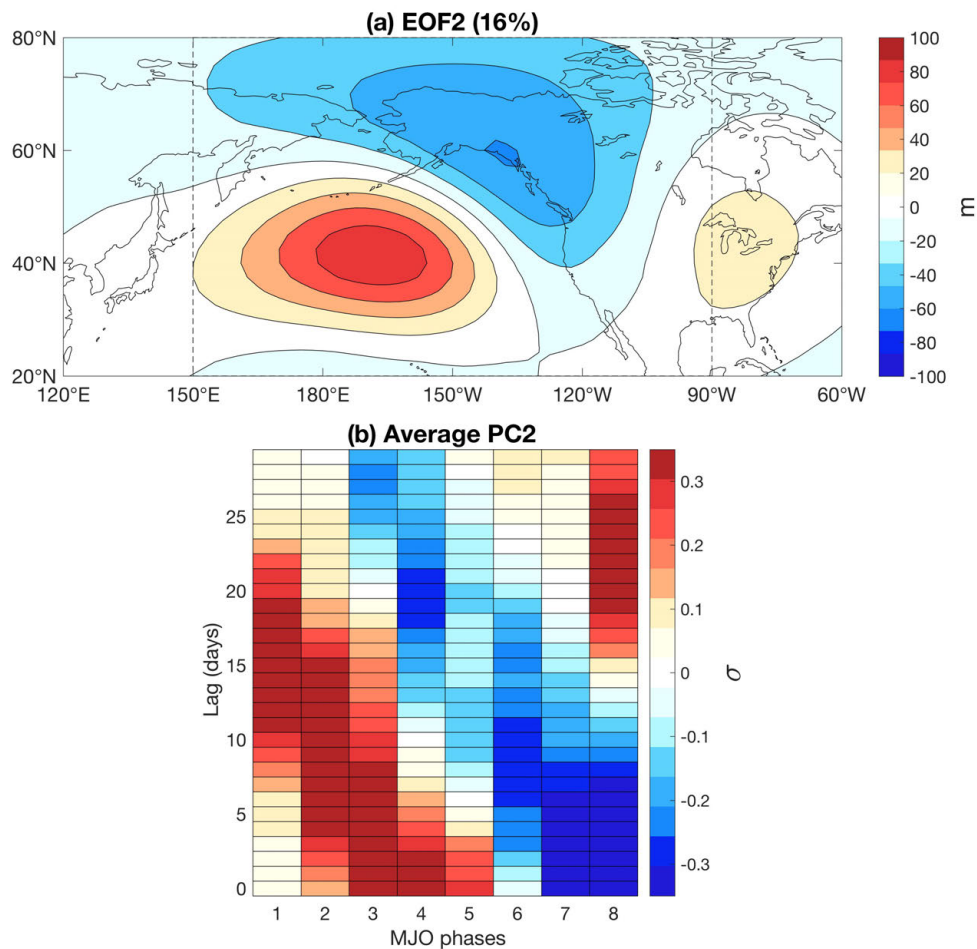 (a) EOF2 (16%)
80°N
60°N
40°N
20°N
120°E 150°E 180°E 150°W 120°W 90°W 60°W
100
80
60
40
20
0
-20
-40
-60
-80
-100
m
(b) Average PC2
25
20
15
10
5
0
Lag (days)
1 2 3 4 5 6 7 8
MJO phases
0.3
0.2
0.1
0
-0.1
-0.2
-0.3
σ